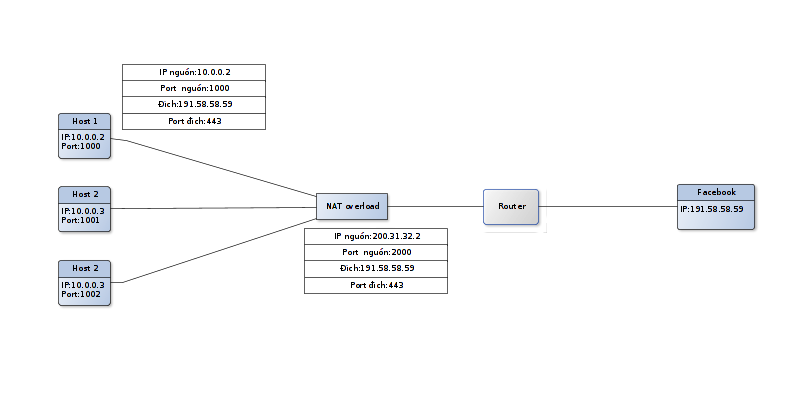 IP nguồn:10.0.0.2
Port nguồn:1000
Đích:191.58.58.59
Port đích:443
Host 1
IP:10.0.0.2
Port:1000
Host 2
IP:10.0.0.3
Port:1001
Host 2
IP:10.0.0.3
Port:1002
NAT overload
IP nguồn:200.31.32.2
Port nguồn:2000
Đích:191.58.58.59
Port đích:443
Router
Facebook
IP:191.58.58.59